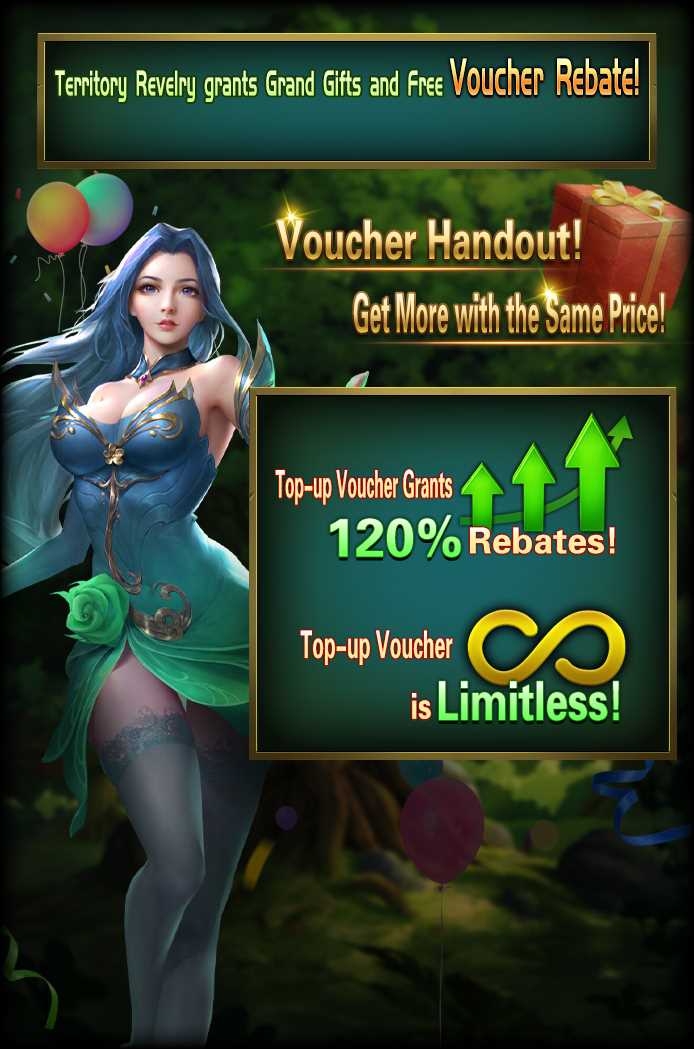 Territory Revelry grants Grand Gifts and Free Voucher Rebate!
Voucher Handout!
Get More with the Same Price!
Top-up Voucher Grants
120% Rebates!
Top-up Voucher
is Limitless!